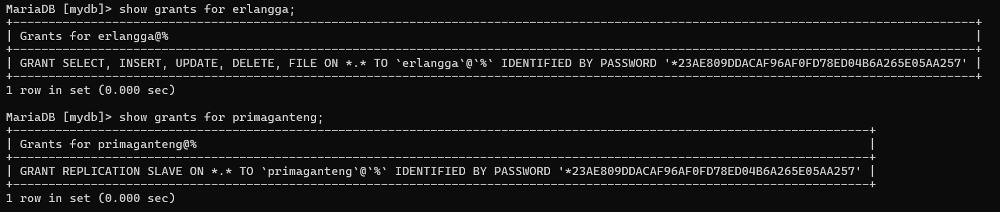 MariaDB [mydb]> show grants for erlangga;
+----------------------------------------------------------------------------------------------------------------------------------------+
| Grants for erlangga@% |
+----------------------------------------------------------------------------------------------------------------------------------------+
| GRANT SELECT, INSERT, UPDATE, DELETE, FILE ON *.* TO `erlangga`@`%` IDENTIFIED BY PASSWORD '*23AE809DDACAF96AF0FD78ED04B6A265E05AA257' |
+----------------------------------------------------------------------------------------------------------------------------------------+
1 row in set (0.000 sec)
MariaDB [mydb]> show grants for primaganteng;
+-------------------------------------------------------------------------------------------------------------------------+
| Grants for primaganteng@% |
+-------------------------------------------------------------------------------------------------------------------------+
| GRANT REPLICATION SLAVE ON *.* TO `primaganteng`@`%` IDENTIFIED BY PASSWORD '*23AE809DDACAF96AF0FD78ED04B6A265E05AA257' |
+-------------------------------------------------------------------------------------------------------------------------+
1 row in set (0.000 sec)